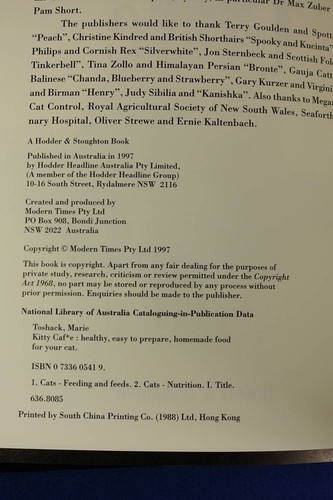 particular Dr Max Zuber
Pam Short.
The publishers would like to thank Terry Goulden and
"Peach", Christine Kindred and British Shorthairs "Spooky and Kucinta"
Philips and Cornish Rex "Silverwhite", Jon Sternbeck and Scottish
Tinkerbell", Tina Zollo and Himalayan Persian "Bronte", Gauja
Balinese "Chanda, Blueberry and Strawberry", Gary Kurzer and
and Birman "Henry", Judy Sibilia and "Kanishka". Also thanks to
Cat Control, Royal Agricultural Society of New South Wales,
nary Hospital, Oliver Strewe and Ernie Kaltenbach.
A Hodder & Stoughton Book
Published in Australia in 1997
by Hodder Headline Australia Pty Limited,
(A member of the Hodder Headline Group)
10-16 South Street, Rydalmere NSW 2116
Created and produced by
Modern Times Pty Ltd
PO Box 908, Bondi Junction
NSW 2022 Australia
Copyright © Modern Times Pty Ltd 1997
This book is copyright. Apart from any fair dealing for the purposes of
private study, research, criticism or review permitted under the Copyright
Act 1968, no part may be stored or reproduced by any process without
prior permission. Enquiries should be made to the publisher.
National Library of Australia Cataloguing-in-Publication Data
Toshack, Marie
Kitty Caf*e : healthy, easy to prepare, homemade food
for your cat.
ISBN 0 7336 0541 9.
1. Cats - Feeding and feeds. 2. Cats - Nutrition. I. Title.
636.8085
Printed by South China Printing Co. (1988) Ltd, Hong Kong